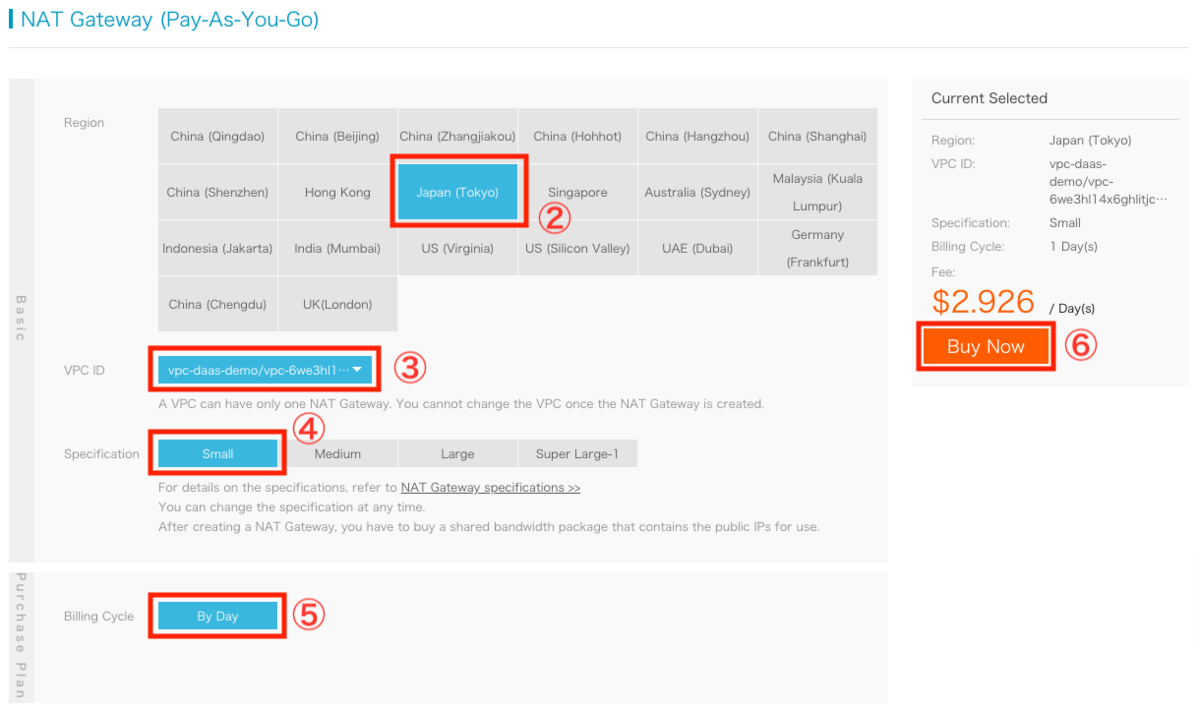 NAT Gateway (Pay-As-You-Go)
Region
China (Qingdao) China (Beijing) China (Zhangjiakou) China (Hohhot) China (Hangzhou) China (Shanghai)
China (Shenzhen) Hong Kong Japan (Tokyo) Singapore Australia (Sydney) Malaysia (Kuala Lumpur)
②
Indonesia (Jakarta) India (Mumbai) US (Virginia) US (Silicon Valley) UAE (Dubai) Germany (Frankfurt)
China (Chengdu) UK(London)
Basic
VPC ID vpc-daas-demo/vpc-6we3hl1… ③
A VPC can have only one NAT Gateway. You cannot change the VPC once the NAT Gateway is created.
④
Specification Small Medium Large Super Large-1
For details on the specifications, refer to NAT Gateway specifications >>
You can change the specification at any time.
After creating a NAT Gateway, you have to buy a shared bandwidth package that contains the public IPs for use.
Purchase Plan
Billing Cycle By Day ⑤
Current Selected
Region: Japan (Tokyo)
VPC ID: vpc-daas-
demo/vpc-
6we3hl14x6ghlitjc…
Specification: Small
Billing Cycle: 1 Day(s)
Fee:
$2.926 / Day(s)
Buy Now ⑥